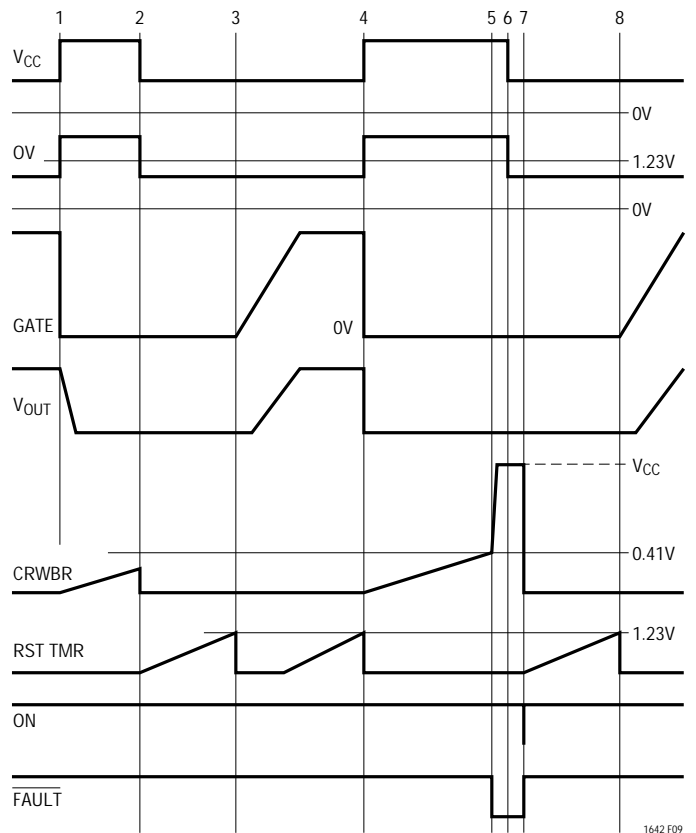 1 2 3 4 5 6 7 8
VCC
0V
OV
1.23V
0V
GATE
0V
VOUT
VCC
0.41V
CRWBR
1.23V
RST TMR
ON
FAULT
1642 F09